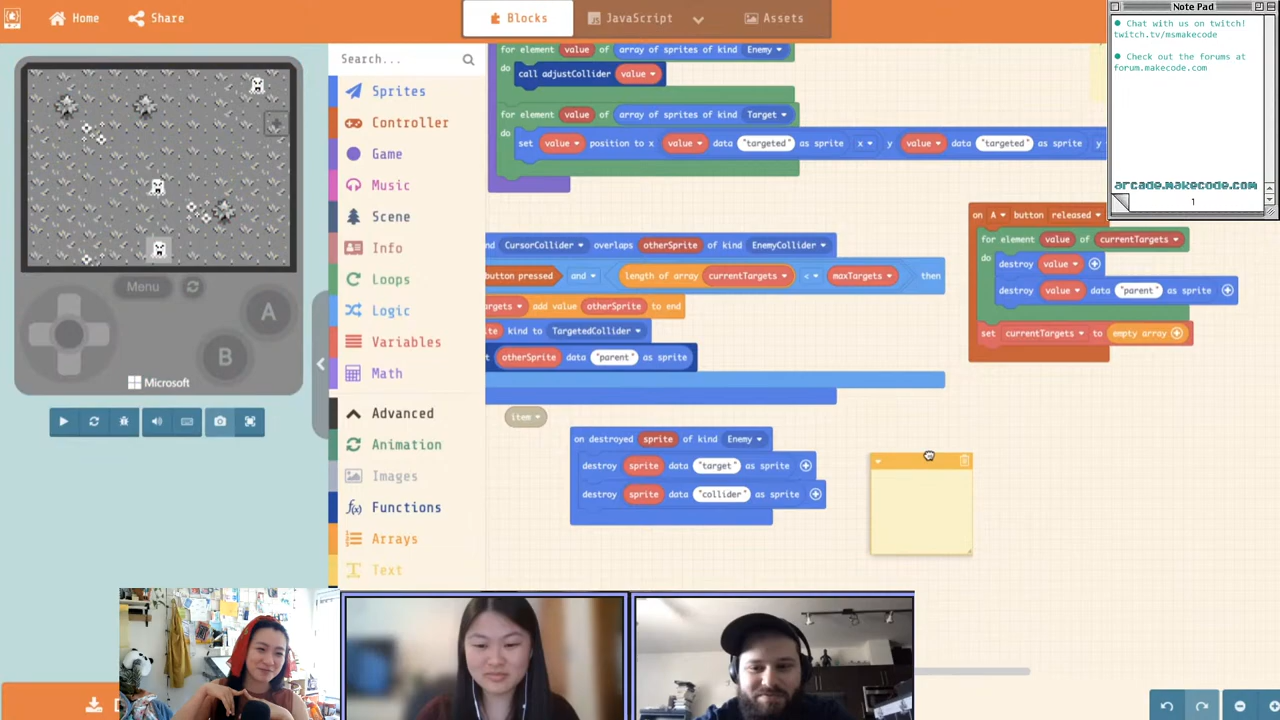 Home
Share
Blocks
JavaScript
Assets
Note Pad
Chat with us on twitch!
twitch.tv/msmakecode
Check out the forums at
forum.makecode.com
arcade.makecode.com
1
Menu
A
B
Microsoft
Search...
Sprites
Controller
Game
Music
Scene
Info
Loops
Logic
Variables
Math
Advanced
Animation
Images
Functions
Arrays
Text
for element value of array of sprites of kind Enemy
do call adjustCollider value
for element value of array of sprites of kind Target
do set value position to x value data "targeted" as sprite x y value data "targeted" as sprite y
CursorCollider overlaps otherSprite of kind EnemyCollider
button pressed and length of array currentTargets < maxTargets then
add value otherSprite to end
kind to TargetedCollider
otherSprite data "parent" as sprite
item
on destroyed sprite of kind Enemy
destroy sprite data "target" as sprite
destroy sprite data "collider" as sprite
on A button released
for element value of currentTargets
do destroy value
destroy value data "parent" as sprite
set currentTargets to empty array